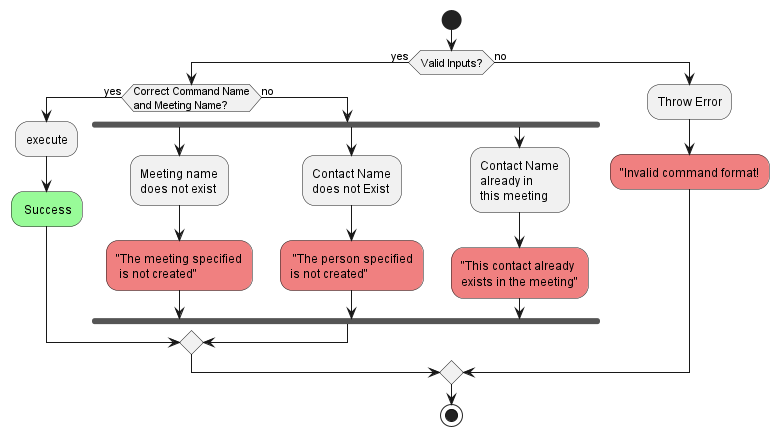 Valid Inputs?
yes
no
Correct Command Name
and Meeting Name?
yes
no
execute
Success
Meeting name
does not exist
"The meeting specified
is not created"
Contact Name
does not Exist
"The person specified
is not created"
Contact Name
already in
this meeting
"This contact already
exists in the meeting"
Throw Error
"Invalid command format!